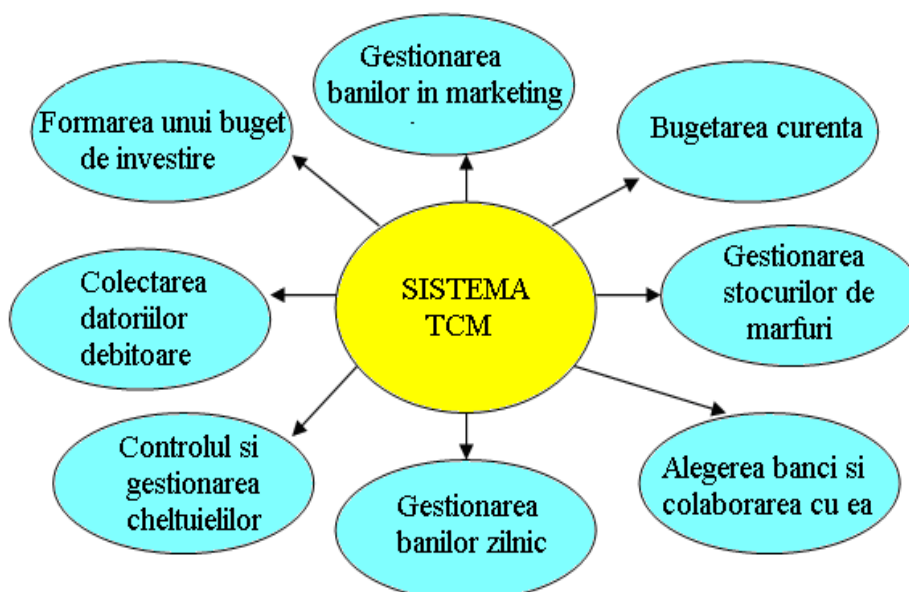 Gestionarea
banilor in marketing
Formarea unui buget
de investire
Bugetarea curenta
Colectarea
datoriilor
debitoare
SISTEMA
TCM
Gestionarea
stocurilor de
marfuri
Controlul si
gestionarea
cheltuielilor
Gestionarea
banilor zilnic
Alegerea banci si
colaborarea cu ea